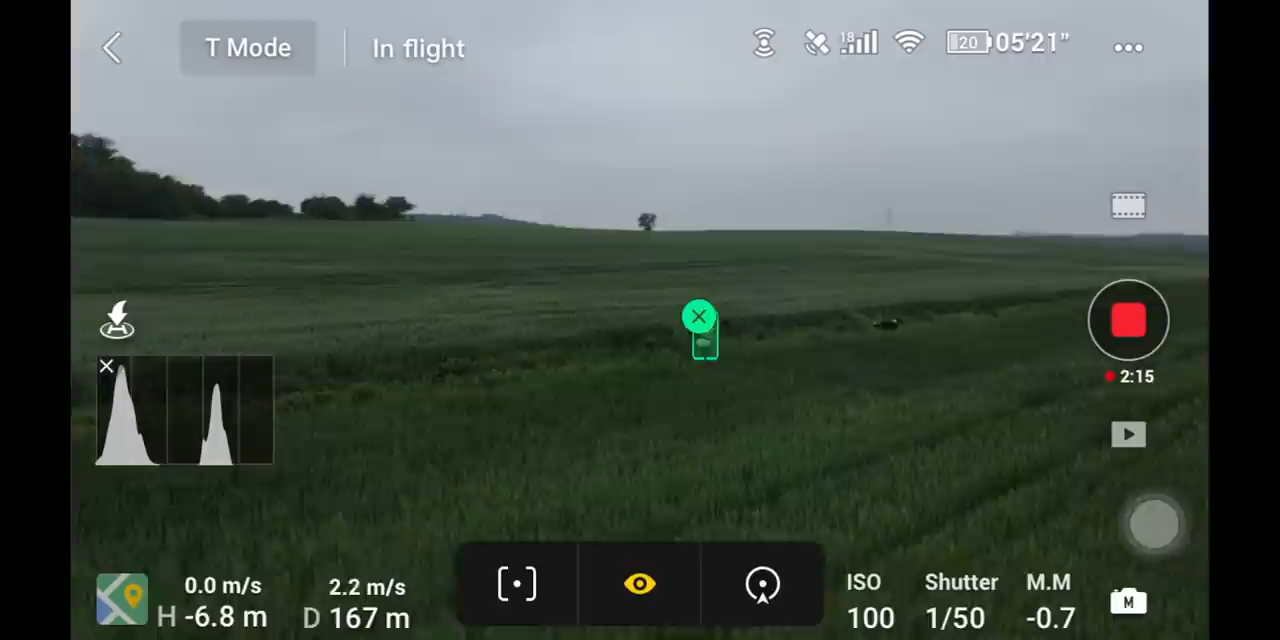 T Mode
In flight
18
20
05'21"
2:15
0.0 m/s
2.2 m/s
H -6.8 m
D 167 m
ISO
Shutter
M.M
100
1/50
-0.7
M